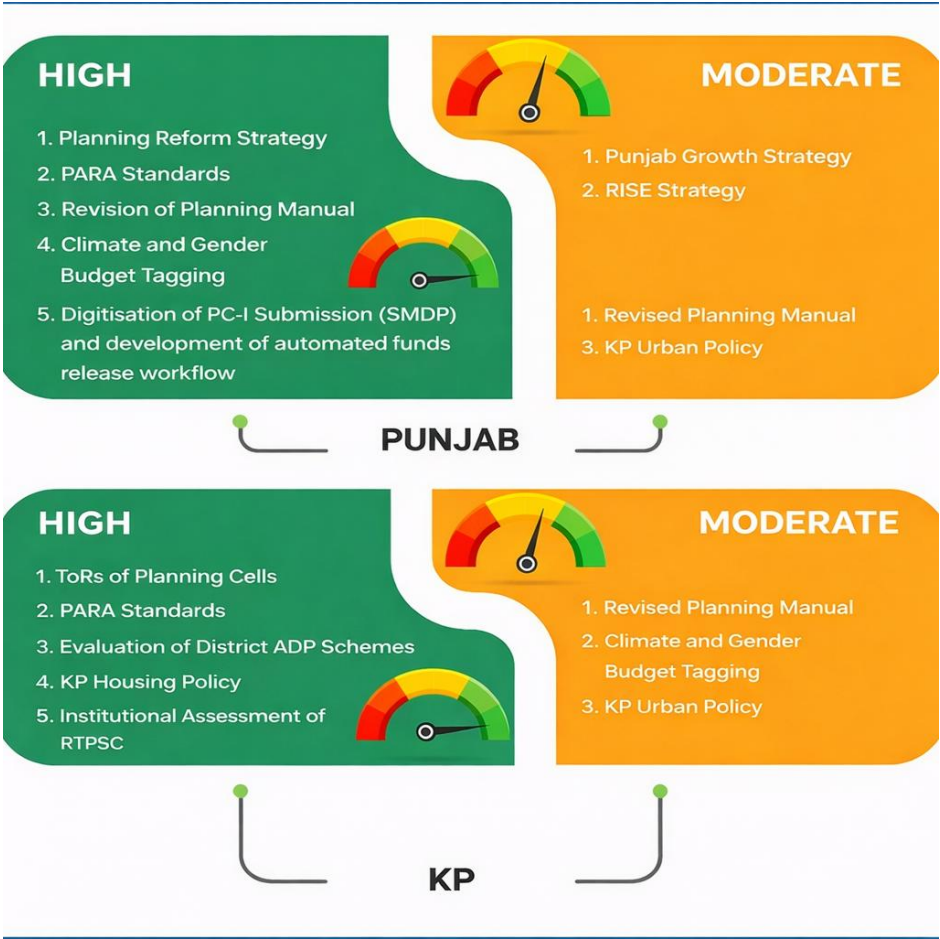 HIGH
1. Planning Reform Strategy
2. PARA Standards
3. Revision of Planning Manual
4. Climate and Gender
Budget Tagging
5. Digitisation of PC-I Submission (SMDP)
and development of automated funds
release workflow
MODERATE
1. Punjab Growth Strategy
2. RISE Strategy
1. Revised Planning Manual
3. KP Urban Policy
PUNJAB
HIGH
1. ToRs of Planning Cells
2. PARA Standards
3. Evaluation of District ADP Schemes
4. KP Housing Policy
5. Institutional Assessment of
RTPSC
MODERATE
1. Revised Planning Manual
2. Climate and Gender
Budget Tagging
3. KP Urban Policy
KP